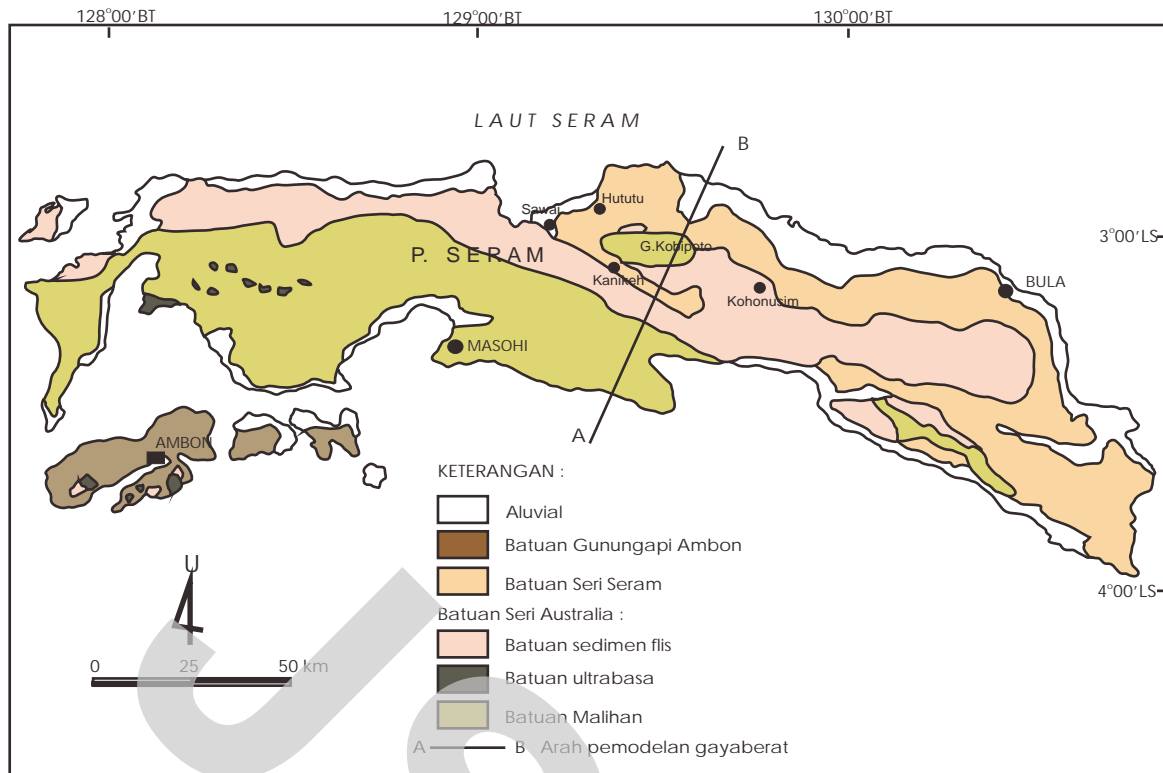 128°00'BT 129°00'BT 130°00'BT
LAUT SERAM
B
Hututu
Sawai
3°00'LS
G.Kobipoto
P. SERAM
Kanikeh
BULA
Kohonusim
MASOHI
A
AMBON
KETERANGAN :
Aluvial
Batuan Gunungapi Ambon
U
Batuan Seri Seram
4°00'LS
Batuan Seri Australia :
Batuan sedimen flis
0 25 50 km
Batuan ultrabasa
Batuan Malihan
A B Arah pemodelan gayaberat